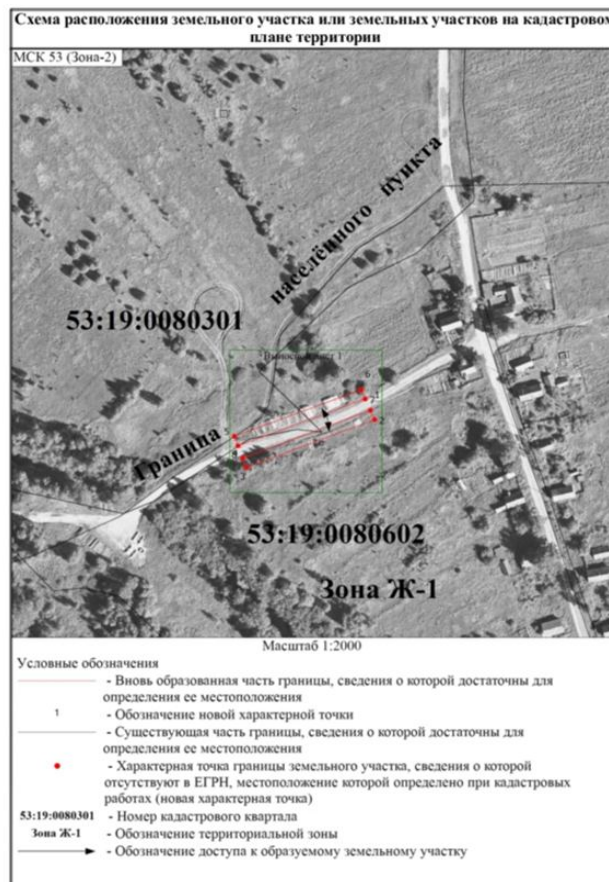 Схема расположения земельного участка или земельных участков на кадастровом
плане территории
МСК 53 (Зона-2)
населённого пункта
53:19:0080301
1
6
2
5
Граница
53:19:0080602
Зона Ж-1
Масштаб 1:2000
Условные обозначения
- Вновь образованная часть границы, сведения о которой достаточны для
определения ее местоположения
1 - Обозначение новой характерной точки
- Существующая часть границы, сведения о которой достаточны для
определения ее местоположения
- Характерная точка границы земельного участка, сведения о которой
отсутствуют в ЕГРН, местоположение которой определено при кадастровых
работах (новая характерная точка)
53:19:0080301 - Номер кадастрового квартала
Зона Ж-1 - Обозначение территориальной зоны
- Обозначение доступа к образуемому земельному участку